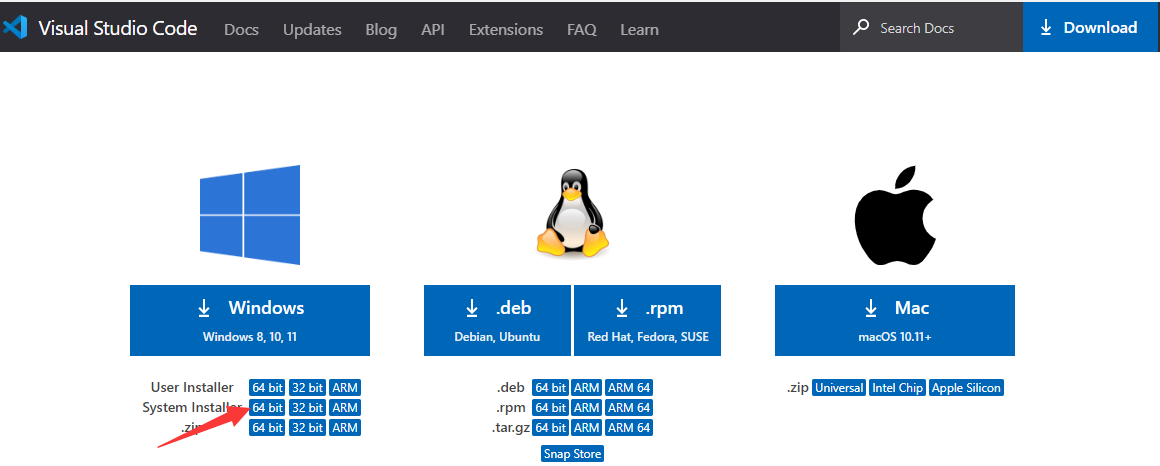 Visual Studio Code Docs Updates Blog API Extensions FAQ Learn Search Docs Download
Windows
Windows 8, 10, 11
.deb
Debian, Ubuntu
.rpm
Red Hat, Fedora, SUSE
Mac
macOS 10.11+
User Installer 64 bit 32 bit ARM
System Installer 64 bit 32 bit ARM
.zip 64 bit 32 bit ARM
.deb 64 bit ARM ARM 64
.rpm 64 bit ARM ARM 64
.tar.gz 64 bit ARM ARM 64
Snap Store
.zip Universal Intel Chip Apple Silicon